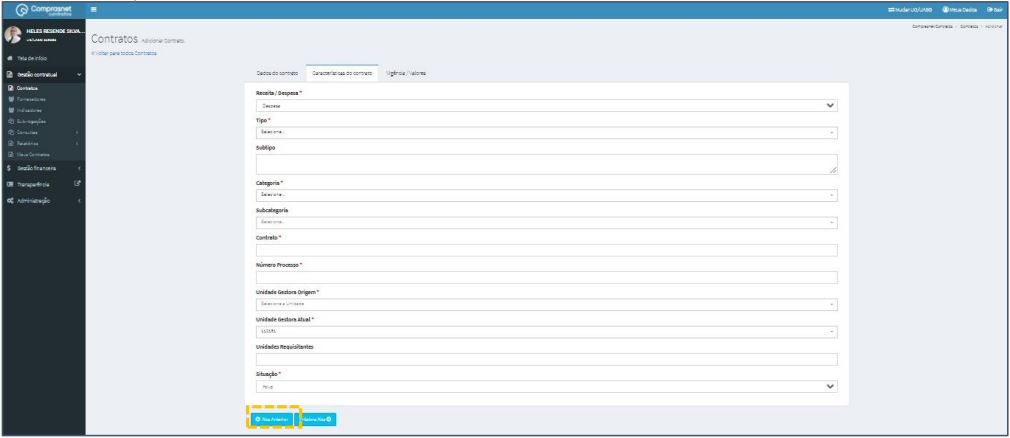 Comprasnet
contratos
Mudar UG/UASG Meus Dados Sair
HELES RESENDE SILVA...
Comprasnet Contratos > Contratos > Adicionar
Contratos Adicionar Contrato.
Voltar para todos Contratos
Tela de início
Gestão contratual
Contratos
Fornecedores
Indicadores
Sub-rogações
Consultas
Relatórios
Meus Contratos
Gestão financeira
Transparência
Administração
Dados do contrato Características do contrato Vigência / Valores
Receita / Despesa *
Despesa
Tipo *
Selecione...
Subtipo
Categoria *
Selecione...
Subcategoria
Selecione...
Contrato *
Número Processo *
Unidade Gestora Origem *
Selecione a Unidade
Unidade Gestora Atual *
Unidades Requisitantes
Situação *
Ativo
Aba Anterior Próxima Aba